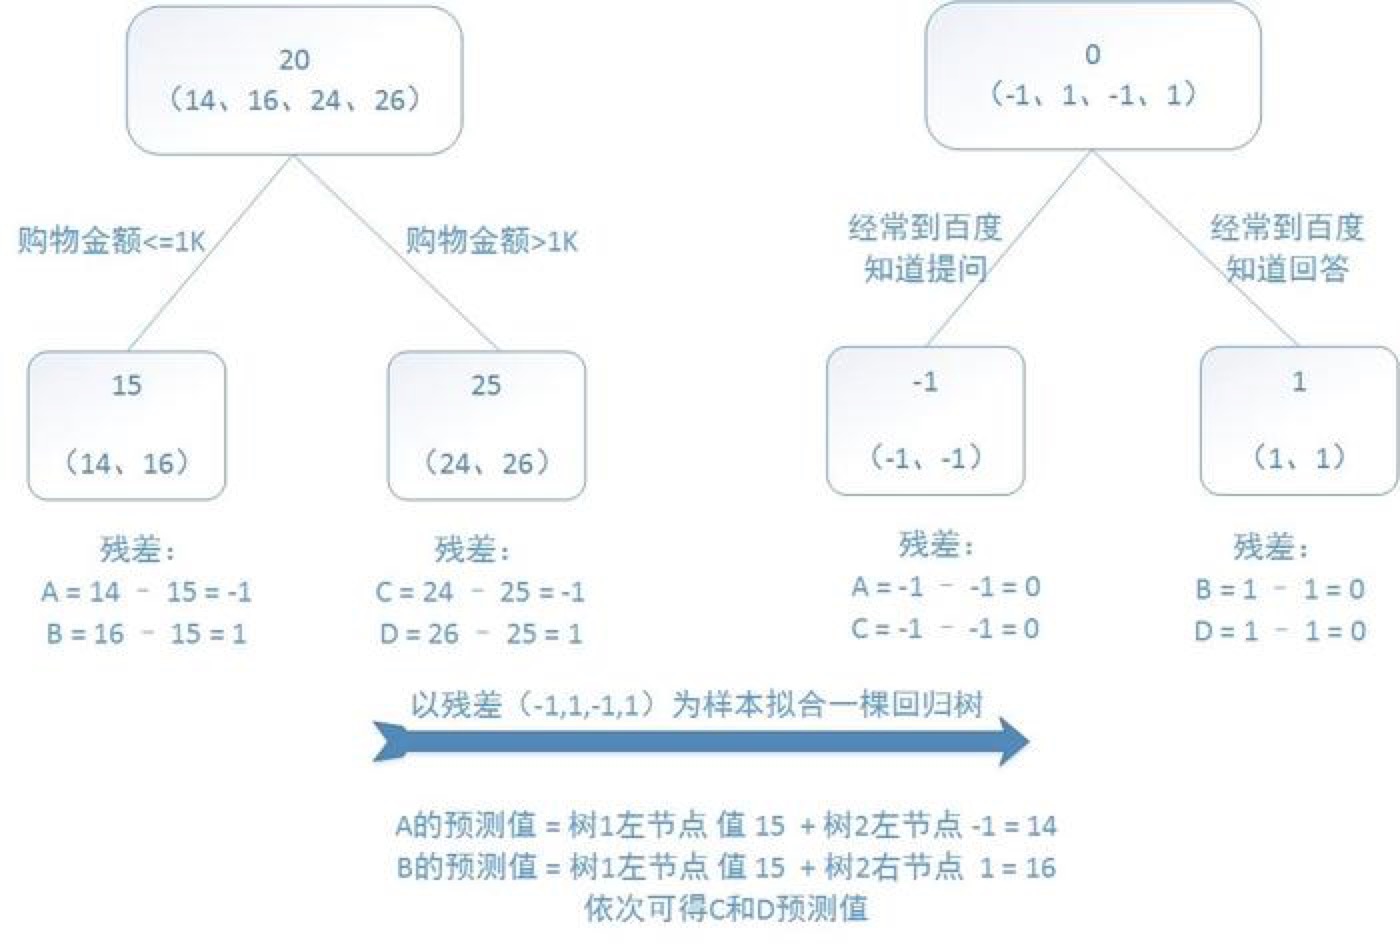 20
（14、16、24、26）
购物金额<=1K
购物金额>1K
15
（14、16）
25
（24、26）
残差：
A = 14 － 15 = -1
B = 16 － 15 = 1
残差：
C = 24 － 25 = -1
D = 26 － 25 = 1
0
（-1、1、-1、1）
经常到百度
知道提问
经常到百度
知道回答
-1
（-1、-1）
1
（1、1）
残差：
A = -1 － -1 = 0
C = -1 － -1 = 0
残差：
B = 1 － 1 = 0
D = 1 － 1 = 0
以残差（-1,1,-1,1）为样本拟合一棵回归树
A的预测值 = 树1左节点 值 15 + 树2左节点 -1 = 14
B的预测值 = 树1左节点 值 15 + 树2右节点 1 = 16
依次可得C和D预测值